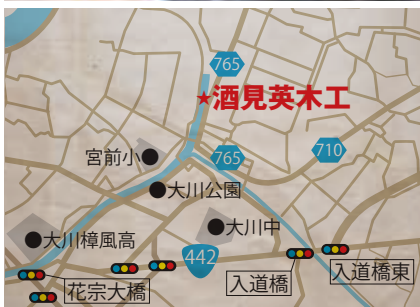 765
★酒見英木工
宮前小
765
710
大川公園
大川中
大川樟風高
442
花宗大橋
入道橋
入道橋東